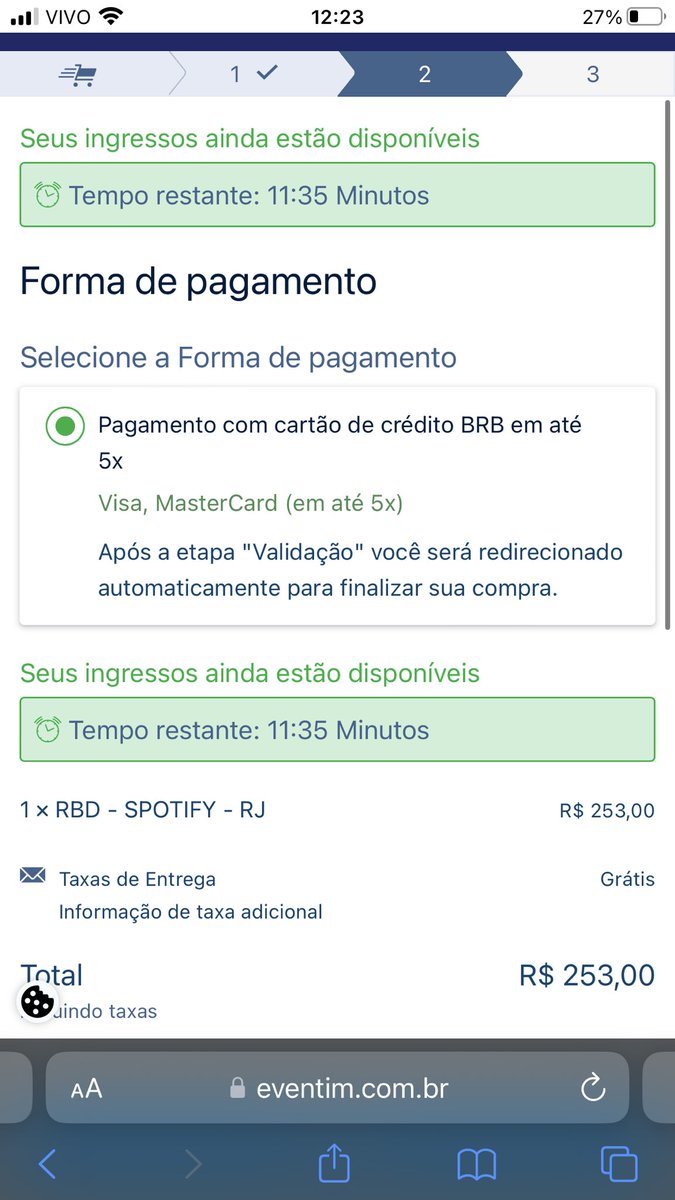 VIVO 12:23 27%
1 2 3
Seus ingressos ainda estão disponíveis
Tempo restante: 11:35 Minutos
Forma de pagamento
Selecione a Forma de pagamento
Pagamento com cartão de crédito BRB em até
5x
Visa, MasterCard (em até 5x)
Após a etapa "Validação" você será redirecionado
automaticamente para finalizar sua compra.
Seus ingressos ainda estão disponíveis
Tempo restante: 11:35 Minutos
1 × RBD - SPOTIFY - RJ R$ 253,00
Taxas de Entrega Grátis
Informação de taxa adicional
Total R$ 253,00
taxas
AA eventim.com.br